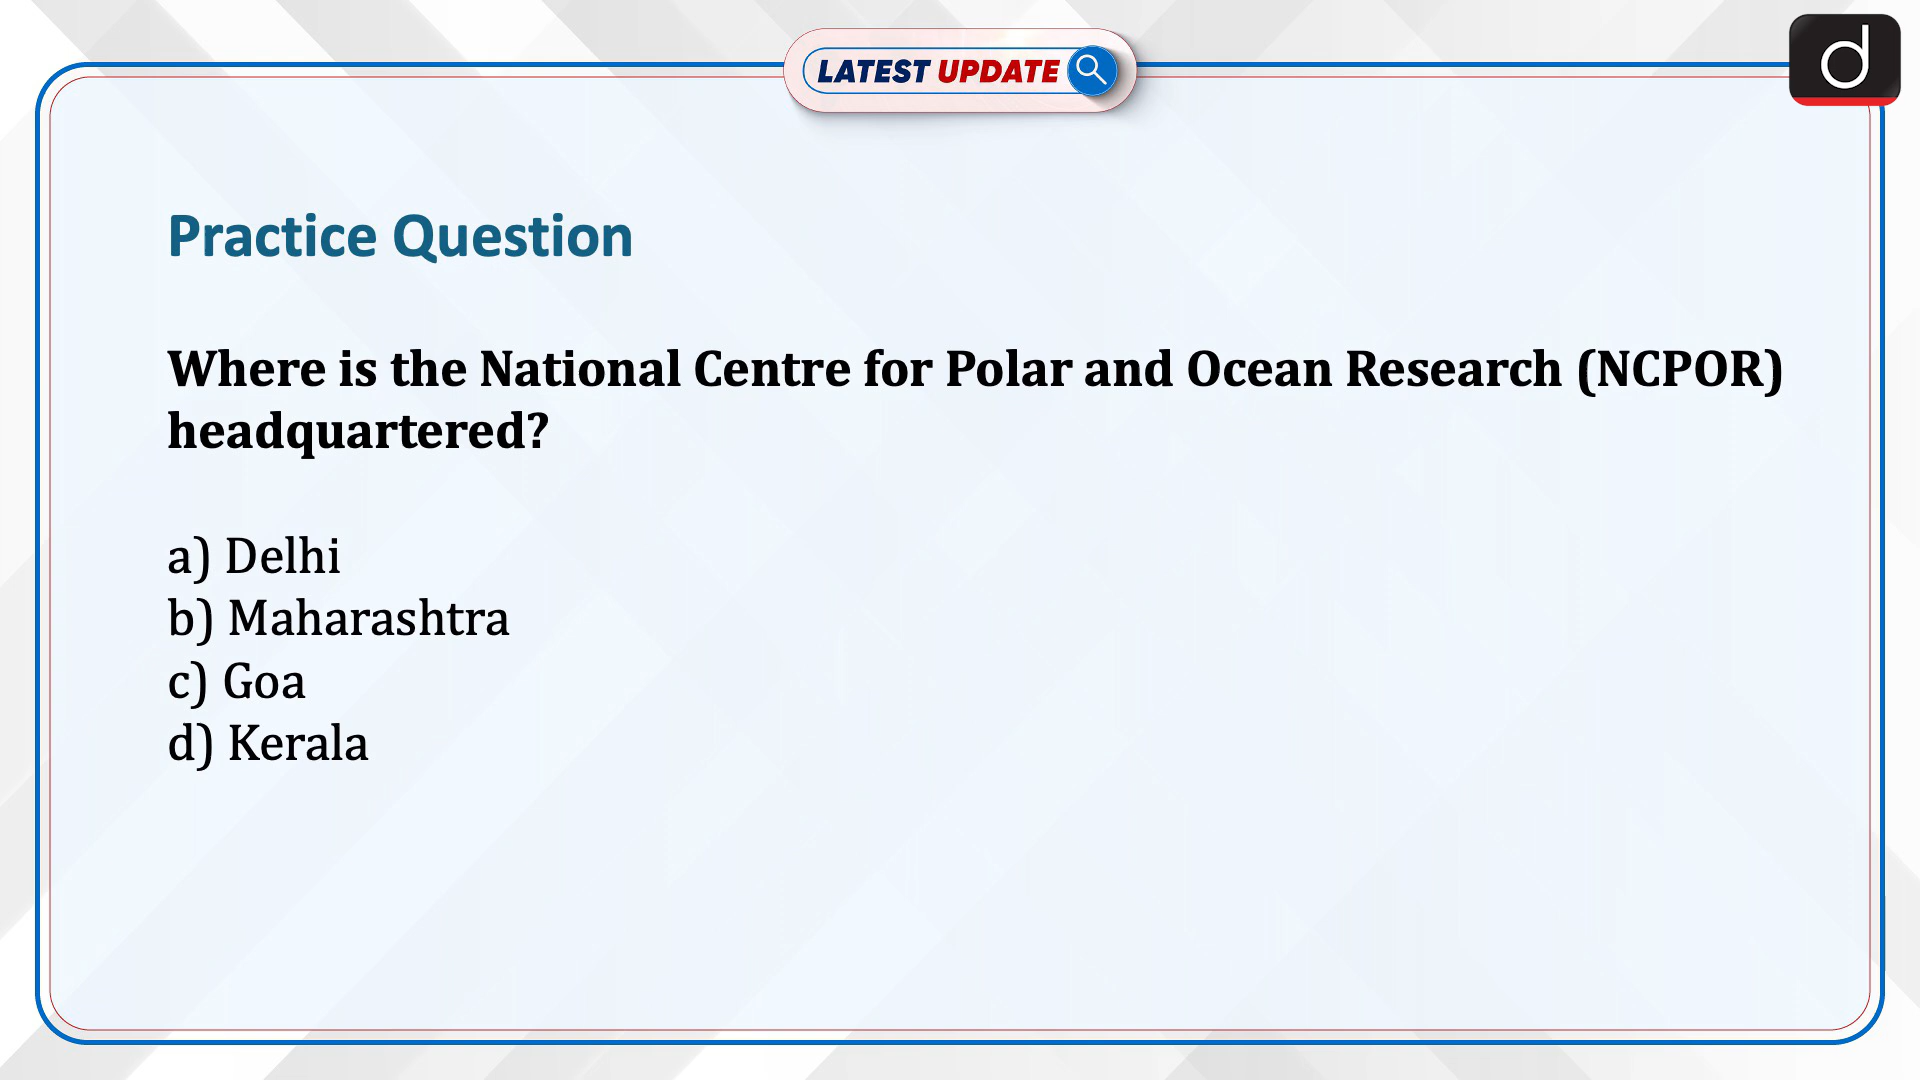 LATEST UPDATE
d
Practice Question
Where is the National Centre for Polar and Ocean Research (NCPOR)
headquartered?
a) Delhi
b) Maharashtra
c) Goa
d) Kerala